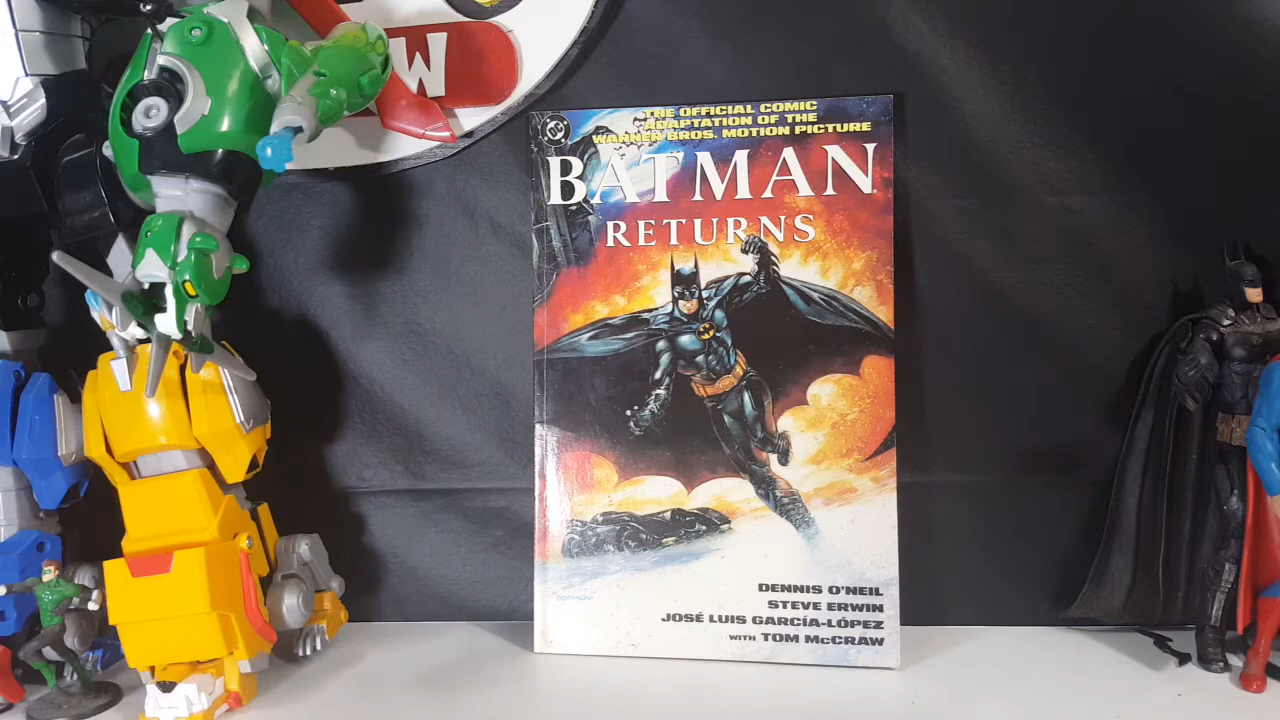 W
DC
THE OFFICIAL COMIC
ADAPTATION OF THE
WARNER BROS. MOTION PICTURE
BATMAN
RETURNS
DENNIS O'NEIL
STEVE ERWIN
JOSÉ LUIS GARCÍA-LÓPEZ
WITH TOM McCRAW